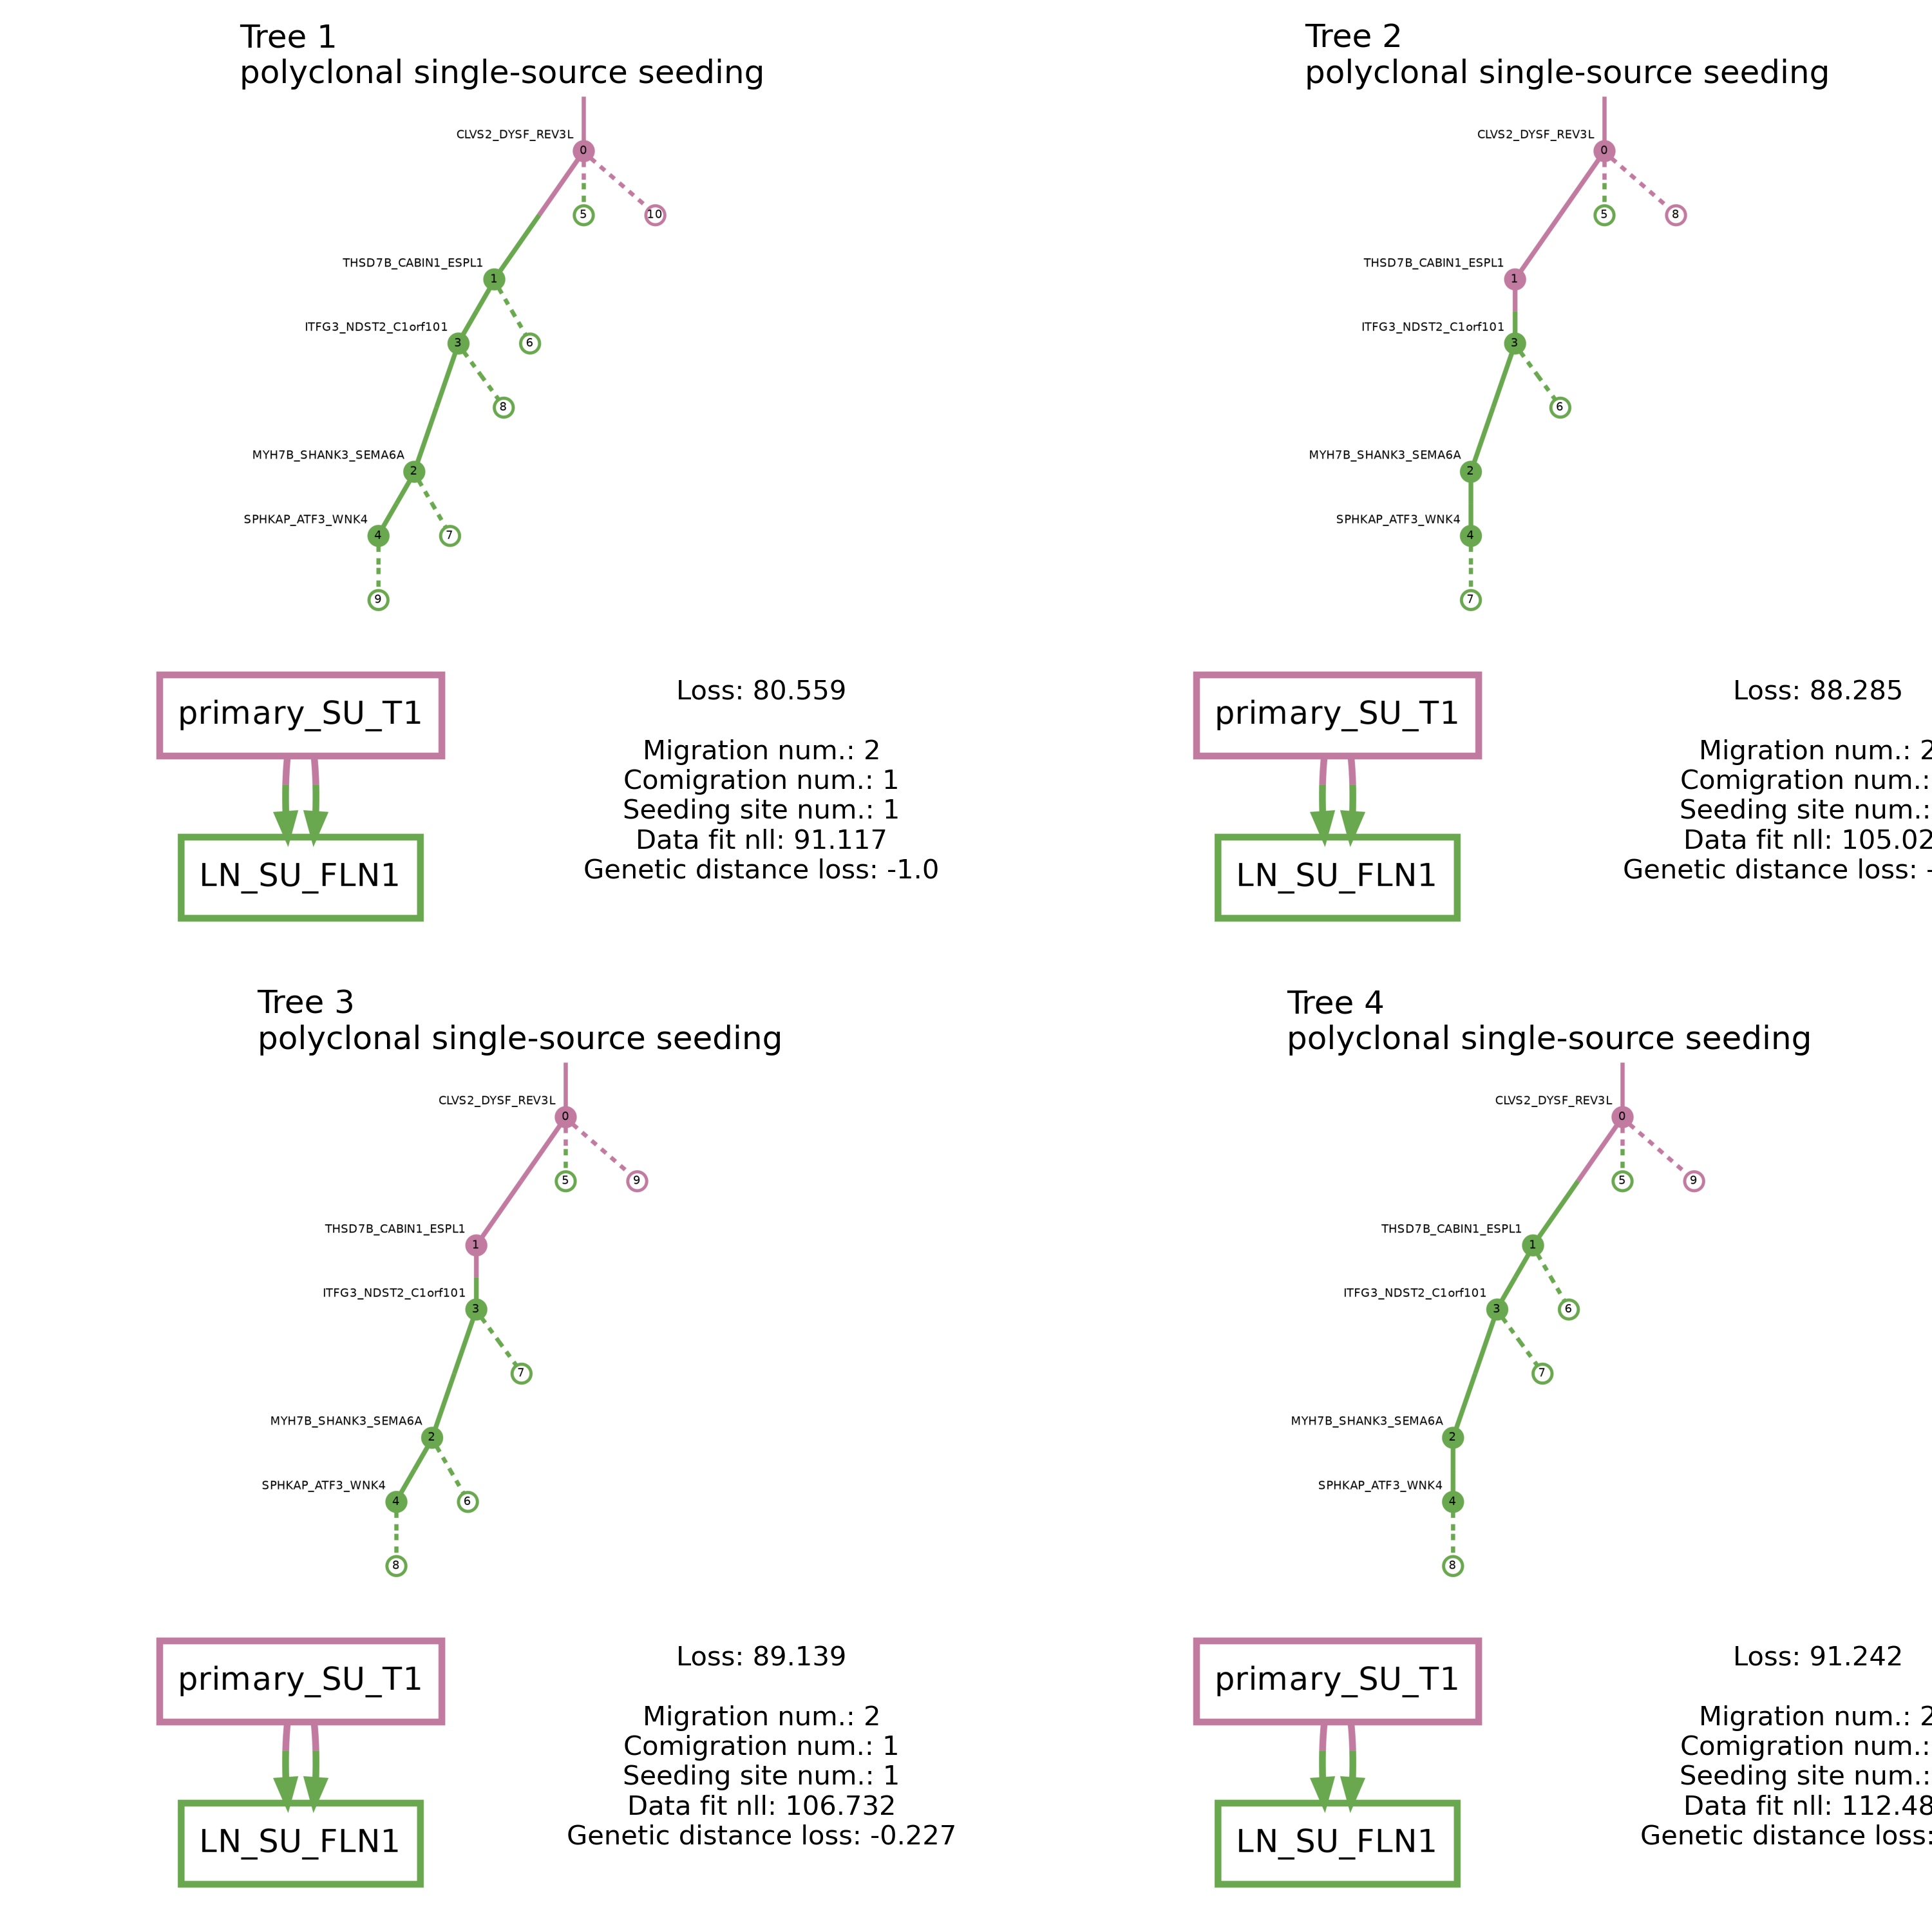 Tree 1
polyclonal single-source seeding
CLVS2_DYSF_REV3L
0
5
10
THSD7B_CABIN1_ESPL1
1
ITFG3_NDST2_C1orf101
3
6
8
MYH7B_SHANK3_SEMA6A
2
SPHKAP_ATF3_WNK4
4
7
9
primary_SU_T1
LN_SU_FLN1
Loss: 80.559
Migration num.: 2
Comigration num.: 1
Seeding site num.: 1
Data fit nll: 91.117
Genetic distance loss: -1.0
Tree 2
polyclonal single-source seeding
CLVS2_DYSF_REV3L
0
5
8
THSD7B_CABIN1_ESPL1
1
ITFG3_NDST2_C1orf101
3
6
MYH7B_SHANK3_SEMA6A
2
SPHKAP_ATF3_WNK4
4
7
primary_SU_T1
LN_SU_FLN1
Loss: 88.285
Migration num.: 2
Comigration num.:
Seeding site num.:
Data fit nll: 105.02
Genetic distance loss: -
Tree 3
polyclonal single-source seeding
CLVS2_DYSF_REV3L
0
5
9
THSD7B_CABIN1_ESPL1
1
ITFG3_NDST2_C1orf101
3
7
MYH7B_SHANK3_SEMA6A
2
SPHKAP_ATF3_WNK4
4
6
8
primary_SU_T1
LN_SU_FLN1
Loss: 89.139
Migration num.: 2
Comigration num.: 1
Seeding site num.: 1
Data fit nll: 106.732
Genetic distance loss: -0.227
Tree 4
polyclonal single-source seeding
CLVS2_DYSF_REV3L
0
5
9
THSD7B_CABIN1_ESPL1
1
ITFG3_NDST2_C1orf101
3
6
7
MYH7B_SHANK3_SEMA6A
2
SPHKAP_ATF3_WNK4
4
8
primary_SU_T1
LN_SU_FLN1
Loss: 91.242
Migration num.: 2
Comigration num.:
Seeding site num.:
Data fit nll: 112.48
Genetic distance loss: